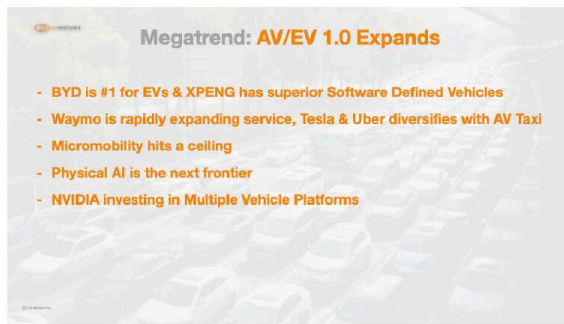 MOTORS
Megatrend: AV/EV 1.0 Expands
- BYD is #1 for EVs & XPENG has superior Software Defined Vehicles
- Waymo is rapidly expanding service, Tesla & Uber diversifies with AV Taxi
- Micromobility hits a ceiling
- Physical AI is the next frontier
- NVIDIA investing in Multiple Vehicle Platforms